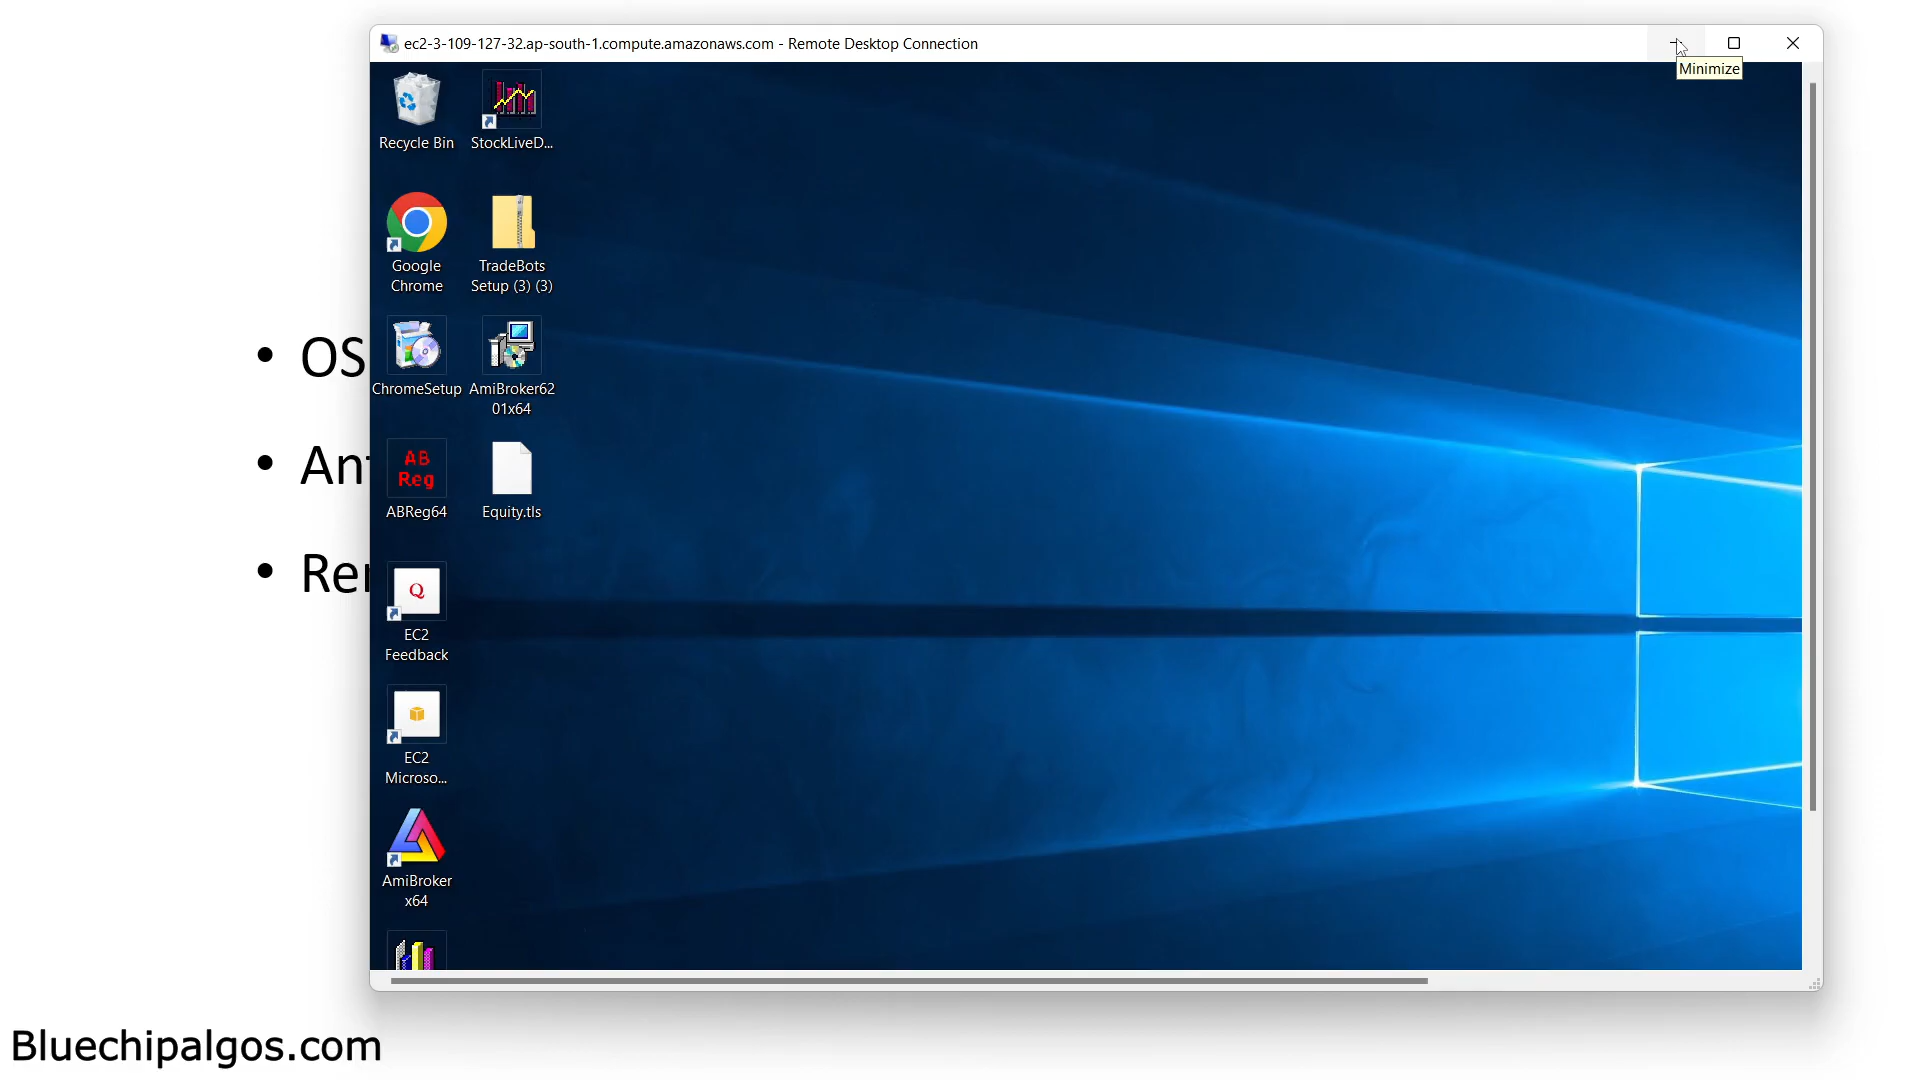 ec2-3-109-127-32.ap-south-1.compute.amazonaws.com - Remote Desktop Connection
Minimize
Recycle Bin
StockLiveD...
Google
Chrome
TradeBots
Setup (3) (3)
ChromeSetup
AmiBroker62
01x64
AB
Reg
ABReg64
Equity.tls
Q
EC2
Feedback
EC2
Microso...
AmiBroker
x64
• OS
• Ant
• Rem
Bluechipalgos.com